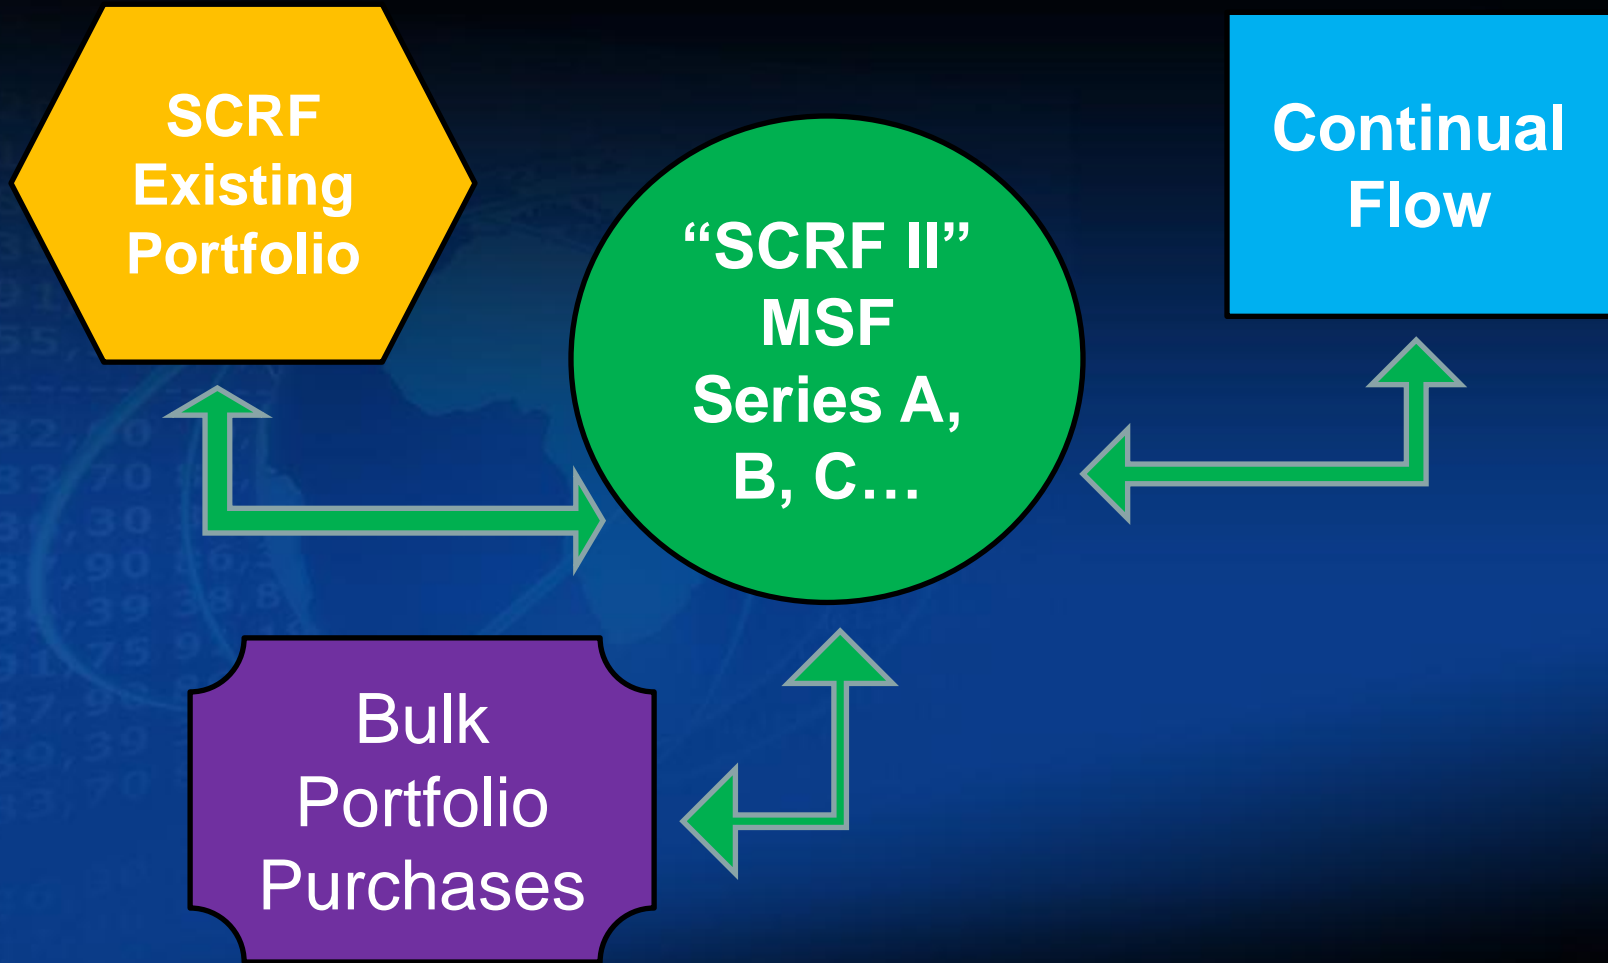 SCRF
Existing
Portfolio
“SCRF II”
MSF
Series A,
B, C…
Continual
Flow
Bulk
Portfolio
Purchases